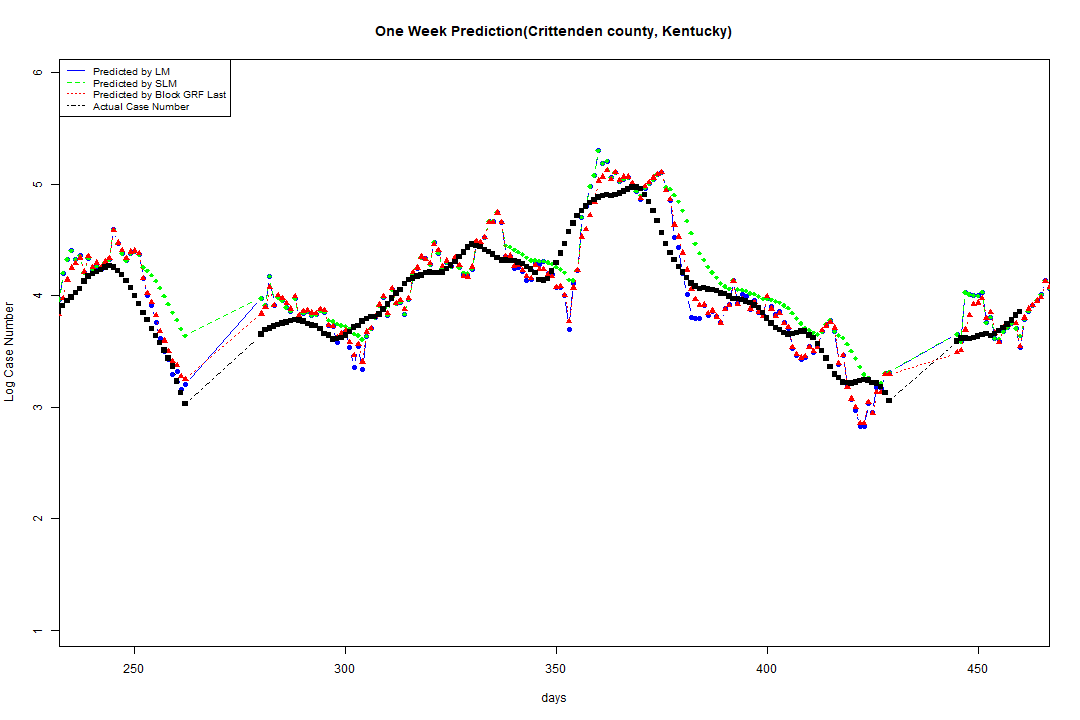 One Week Prediction(Crittenden county, Kentucky)
Predicted by LM
Predicted by SLM
Predicted by Block GRF Last
Actual Case Number
6
5
4
3
2
1
Log Case Number
250
300
350
400
450
days